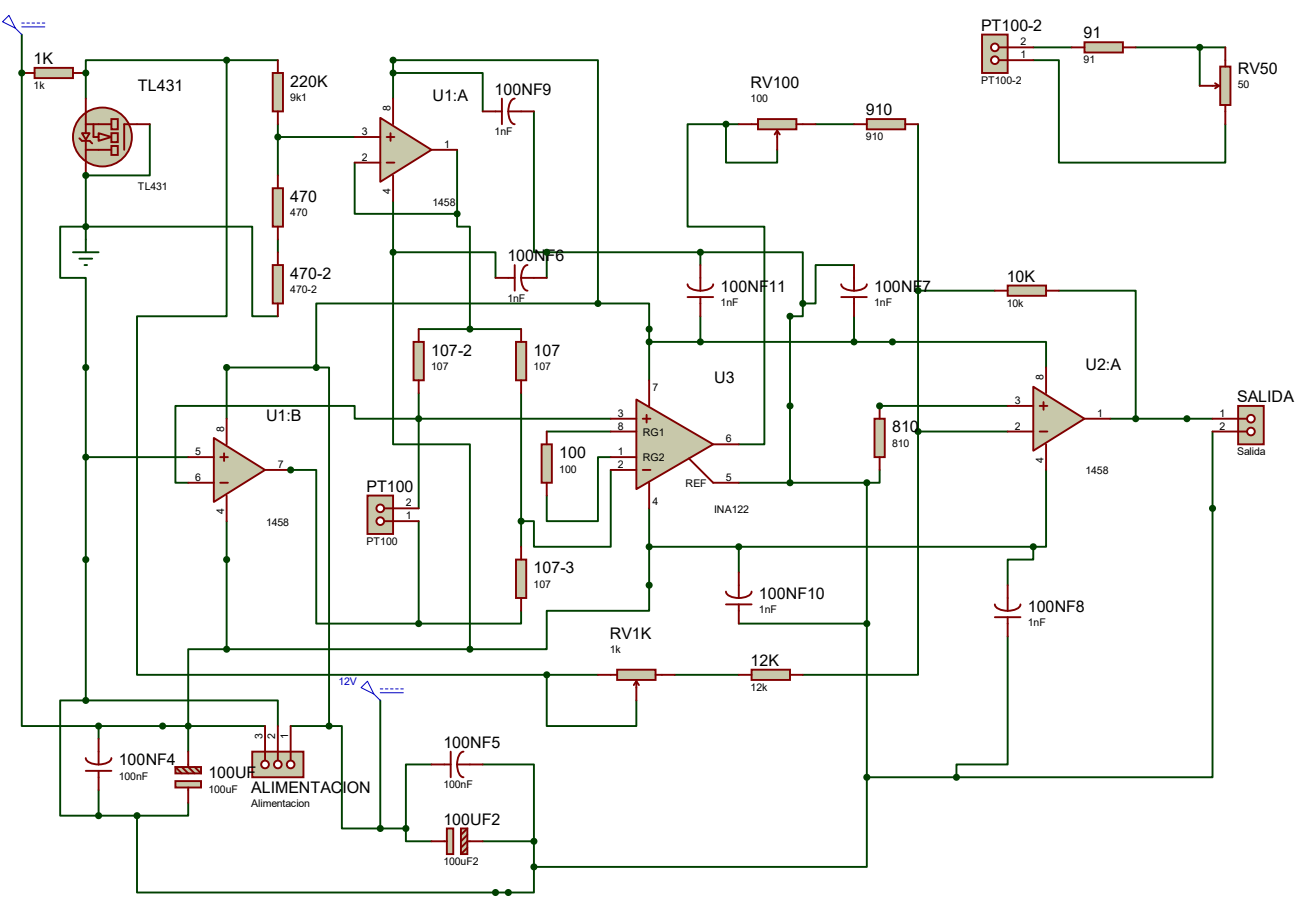 PT100-2
91
2
1
PT100-2
91
RV50
50
1K
1k
TL431
TL431
220K
9k1
U1:A
8
3
2
1
4
1458
100NF9
1nF
RV100
100
910
910
470
470
470-2
470-2
100NF6
1nF
100NF11
1nF
100NF7
1nF
10K
10k
107-2
107
107
107
U3
7
3
8
RG1
1
RG2
2
6
REF
5
4
INA122
U2:A
8
3
2
1
4
1458
SALIDA
1
2
Salida
U1:B
8
5
6
7
4
1458
100
100
810
810
PT100
2
1
PT100
107-3
107
100NF10
1nF
100NF8
1nF
RV1K
1k
12K
12k
12V
3
2
1
100NF4
100nF
100UF
100uF
ALIMENTACION
Alimentacion
100NF5
100nF
100UF2
100uF2